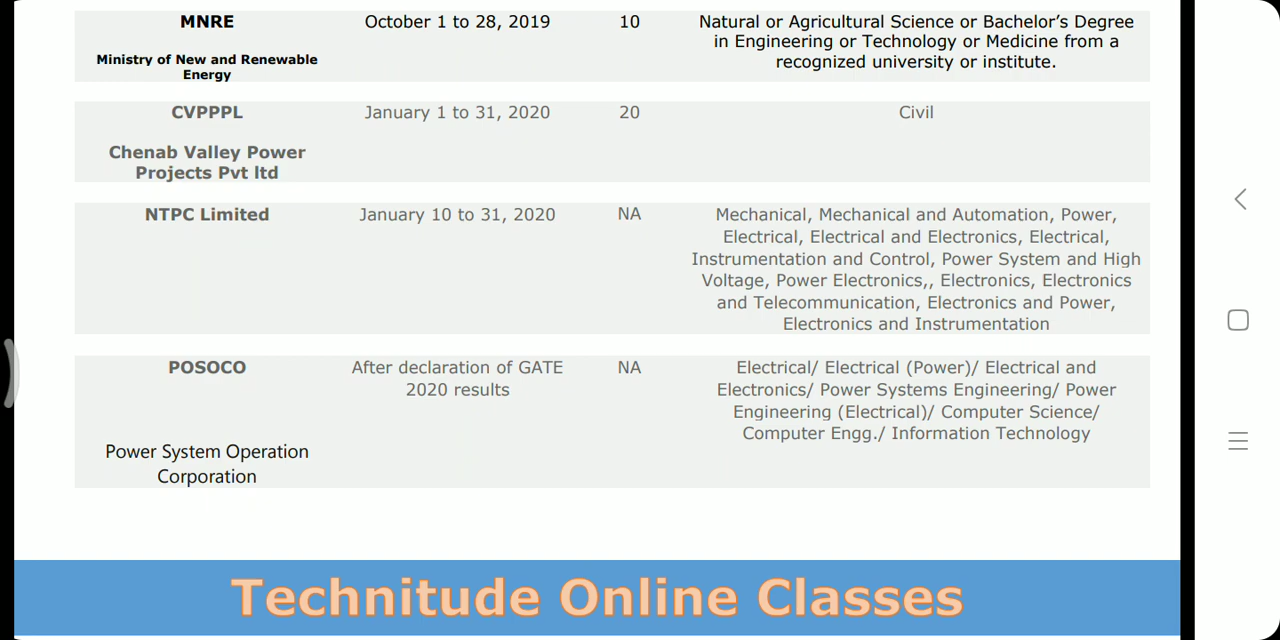 MNRE October 1 to 28, 2019 10 Natural or Agricultural Science or Bachelor’s Degree
in Engineering or Technology or Medicine from a
Ministry of New and Renewable recognized university or institute.
Energy
CVPPPL January 1 to 31, 2020 20 Civil
Chenab Valley Power
Projects Pvt ltd
NTPC Limited January 10 to 31, 2020 NA Mechanical, Mechanical and Automation, Power,
Electrical, Electrical and Electronics, Electrical,
Instrumentation and Control, Power System and High
Voltage, Power Electronics,, Electronics, Electronics
and Telecommunication, Electronics and Power,
Electronics and Instrumentation
POSOCO After declaration of GATE NA Electrical/ Electrical (Power)/ Electrical and
2020 results Electronics/ Power Systems Engineering/ Power
Engineering (Electrical)/ Computer Science/
Computer Engg./ Information Technology
Power System Operation
Corporation
Technitude Online Classes